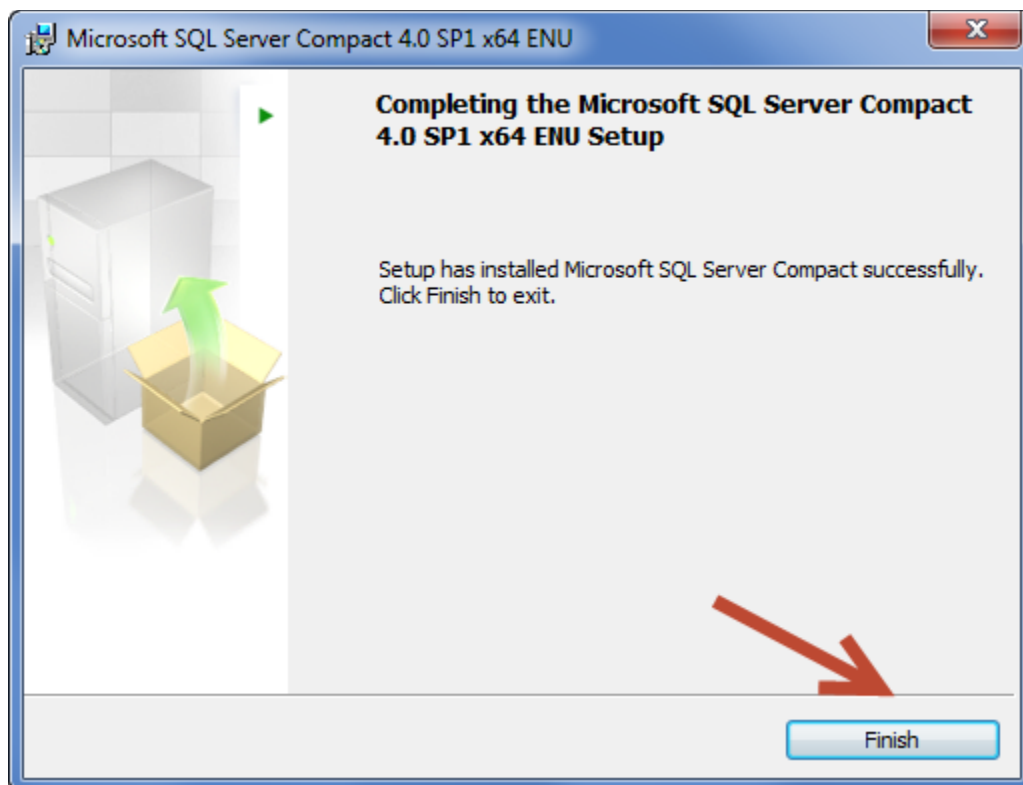 Microsoft SQL Server Compact 4.0 SP1 x64 ENU
Completing the Microsoft SQL Server Compact
4.0 SP1 x64 ENU Setup
Setup has installed Microsoft SQL Server Compact successfully.
Click Finish to exit.
Finish